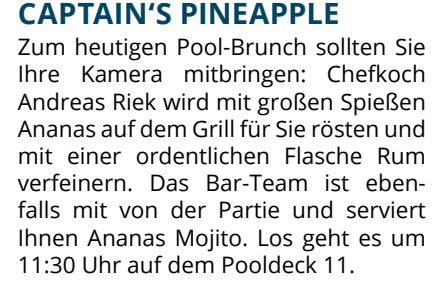 CAPTAIN‘S PINEAPPLE
Zum heutigen Pool-Brunch sollten Sie
Ihre Kamera mitbringen: Chefkoch
Andreas Riek wird mit großen Spießen
Ananas auf dem Grill für Sie rösten und
mit einer ordentlichen Flasche Rum
verfeinern. Das Bar-Team ist eben-
falls mit von der Partie und serviert
Ihnen Ananas Mojito. Los geht es um
11:30 Uhr auf dem Pooldeck 11.